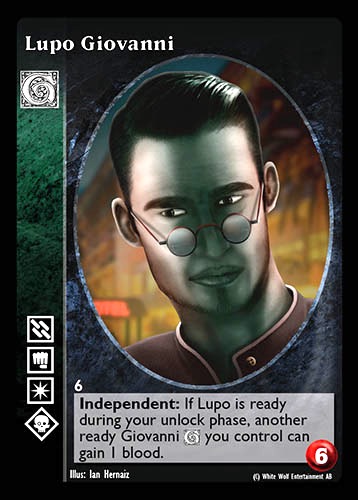 Lupo Giovanni
G
6
Independent: If Lupo is ready
during your unlock phase, another
ready Giovanni you control can
gain 1 blood.
6
Illus: Ian Hernaiz
(C) White Wolf Entertainment AB